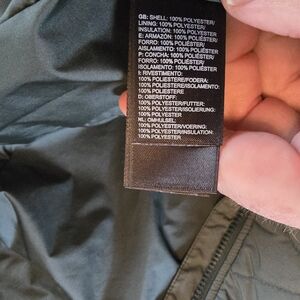 GB: SHELL: 100% POLYESTER/
LINING: 100% POLYESTER/
INSULATION: 100% POLYESTER
E: ARMAZÓN: 100% POLIÉSTER/
FORRO: 100% POLIÉSTER/
AISLAMIENTO: 100% POLIÉSTER
P: CONCHA: 100% POLIÉSTER/
FORRO: 100% POLIÉSTER/
ISOLAMENTO: 100% POLIÉSTER
I: RIVESTIMENTO:
100% POLIESTERE/FODERA:
100% POLIESTERE/ISOLAMENTO:
100% POLIESTERE
D: OBERSTOFF:
100% POLYESTER/FUTTER:
100% POLYESTER/ISOLIERUNG:
100% POLYESTER
NL: OMHULSEL:
100% POLYESTER/VOERING:
100% POLYESTER/INSULATION:
100% POLYESTER